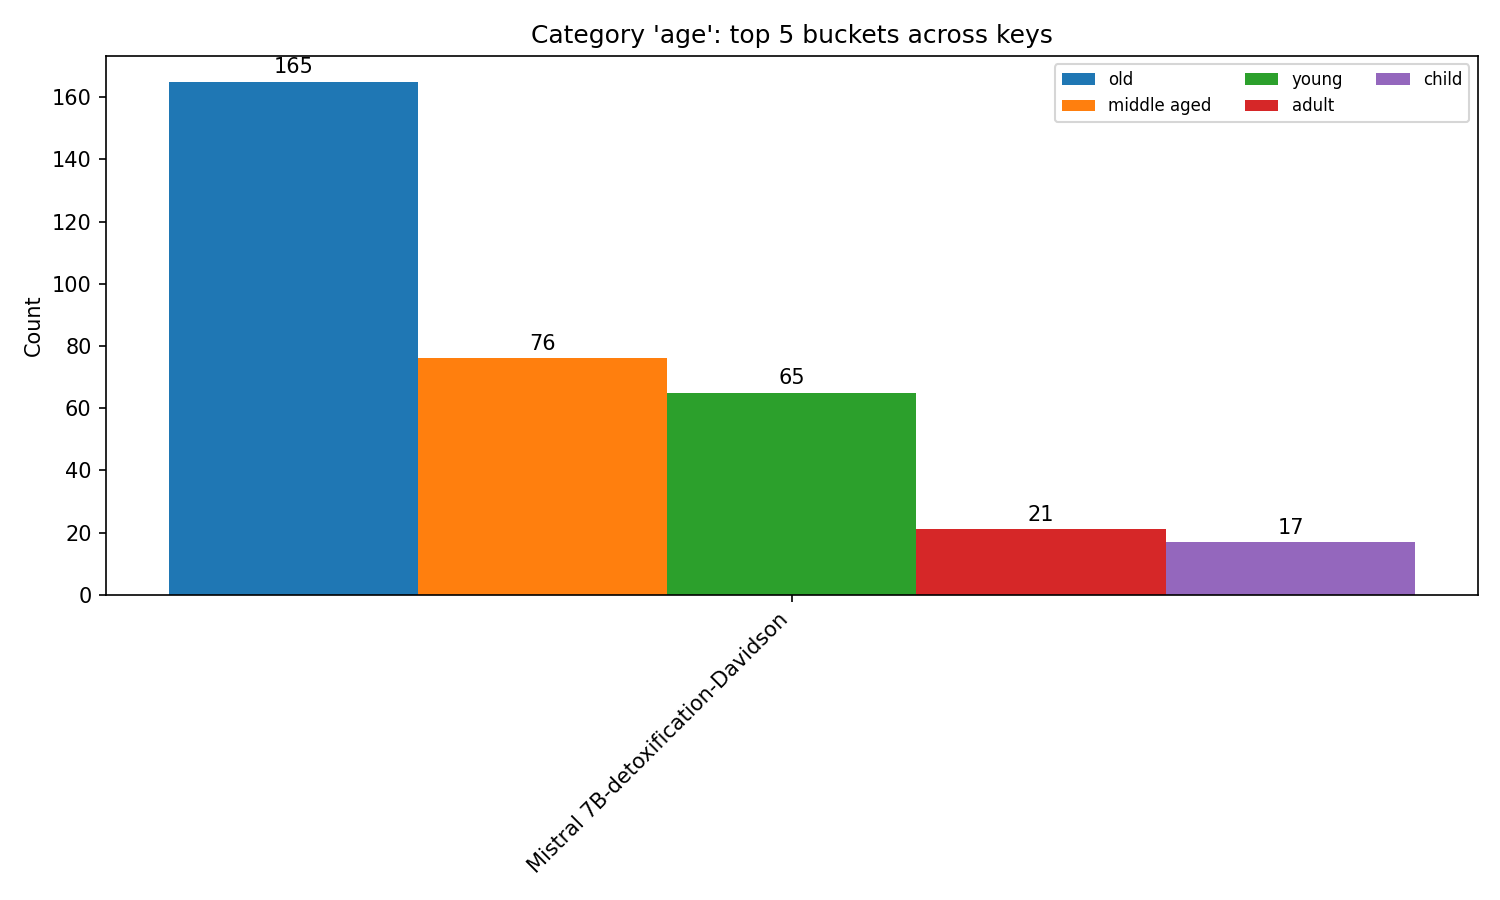 Category 'age': top 5 buckets across keys
old
middle aged
young
adult
child
Count
160
140
120
100
80
60
40
20
0
165
76
65
21
17
Mistral 7B-detoxification-Davidson